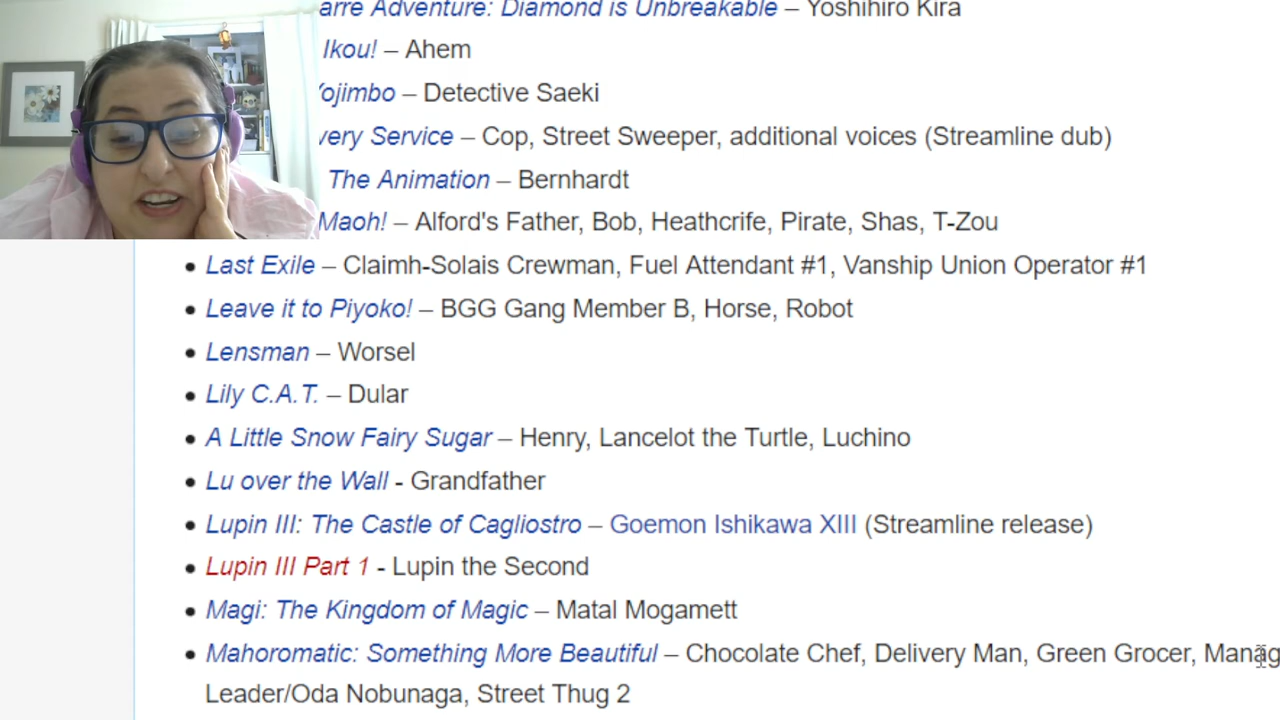 arre Adventure: Diamond is Unbreakable – Yoshihiro Kira
Ikou! – Ahem
Yojimbo – Detective Saeki
very Service – Cop, Street Sweeper, additional voices (Streamline dub)
The Animation – Bernhardt
Maoh! – Alford's Father, Bob, Heathcrife, Pirate, Shas, T-Zou
• Last Exile – Claimh-Solais Crewman, Fuel Attendant #1, Vanship Union Operator #1
• Leave it to Piyoko! – BGG Gang Member B, Horse, Robot
• Lensman – Worsel
• Lily C.A.T. – Dular
• A Little Snow Fairy Sugar – Henry, Lancelot the Turtle, Luchino
• Lu over the Wall - Grandfather
• Lupin III: The Castle of Cagliostro – Goemon Ishikawa XIII (Streamline release)
• Lupin III Part 1 - Lupin the Second
• Magi: The Kingdom of Magic – Matal Mogamett
• Mahoromatic: Something More Beautiful – Chocolate Chef, Delivery Man, Green Grocer, Manag
Leader/Oda Nobunaga, Street Thug 2